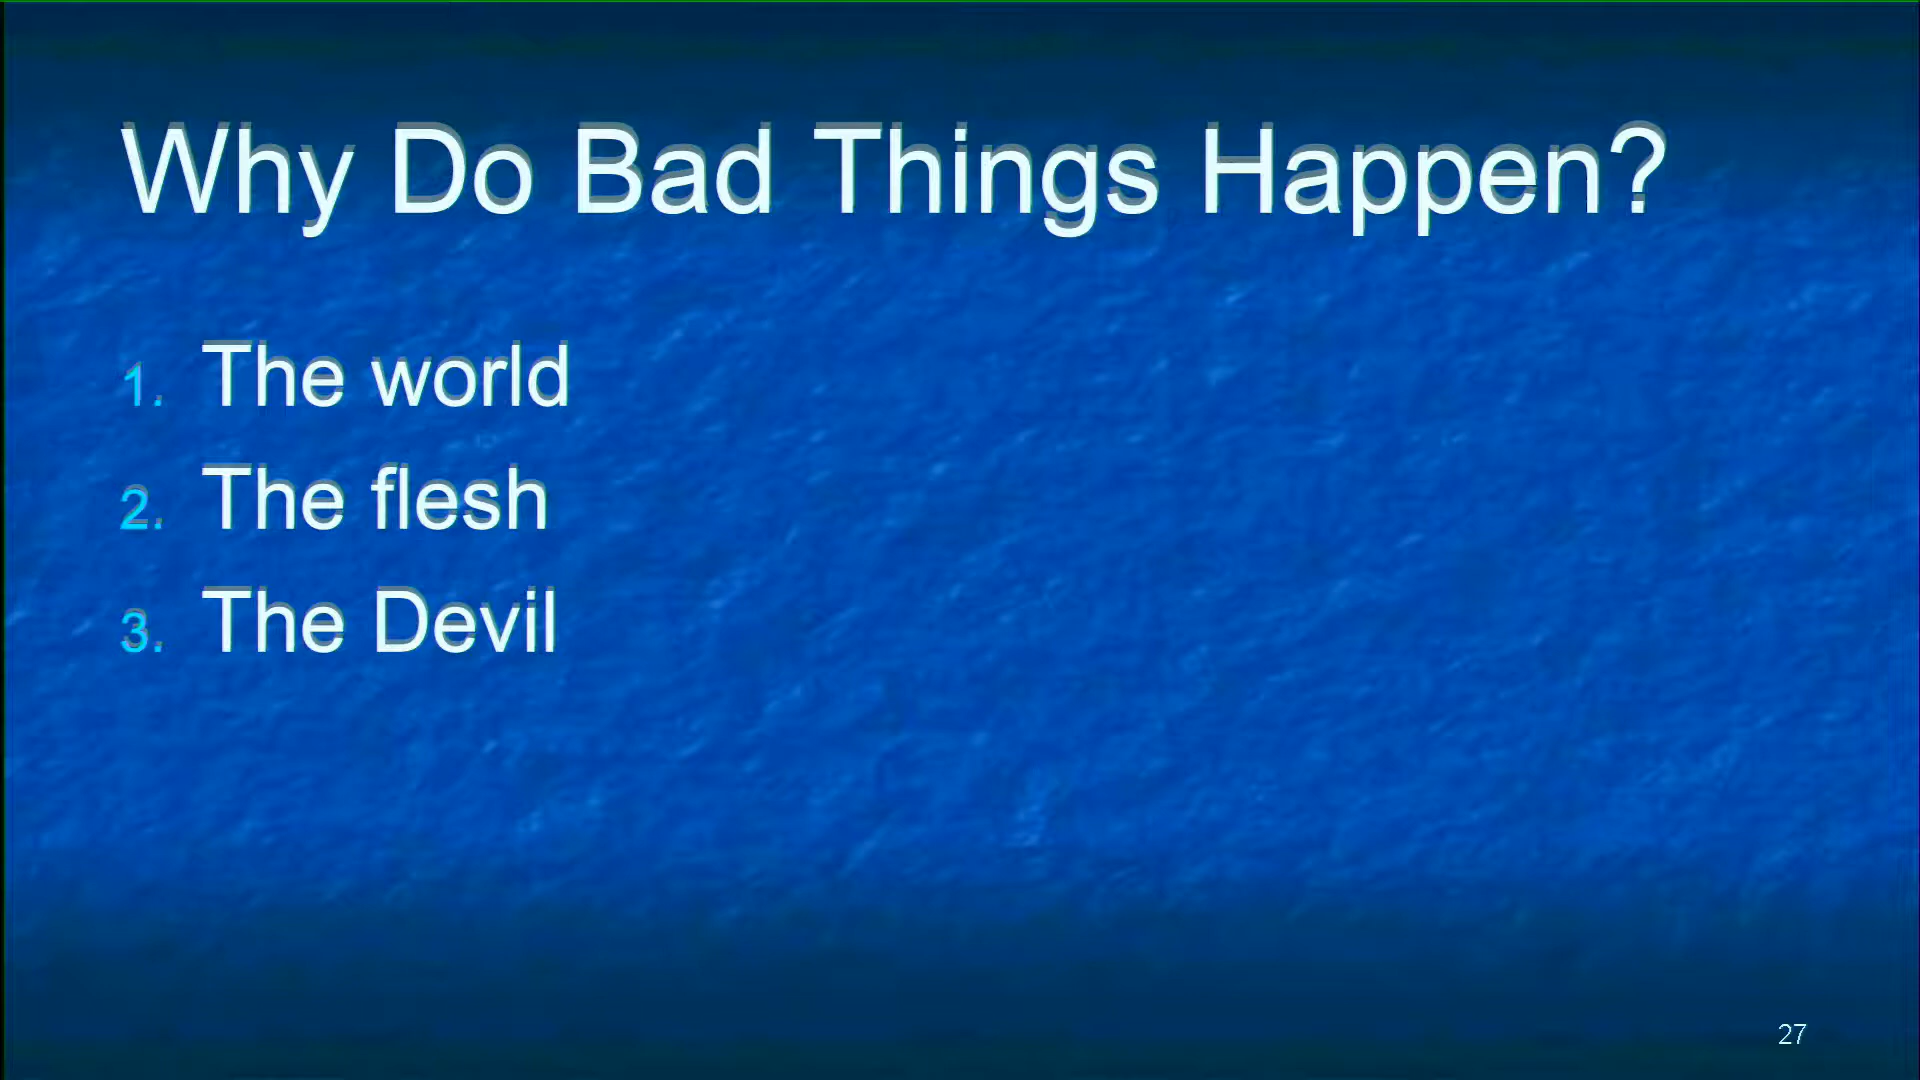 Why Do Bad Things Happen?
1. The world
2. The flesh
3. The Devil
27